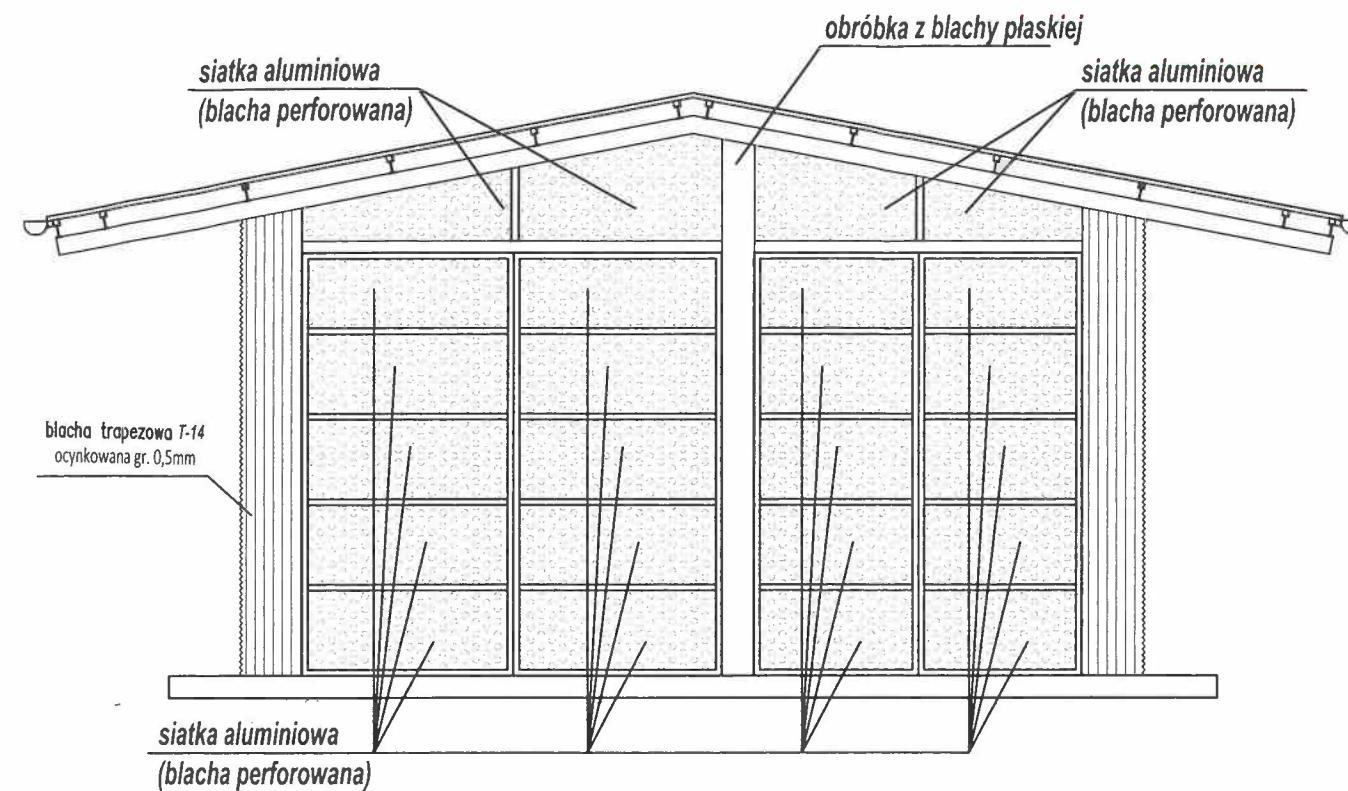 obróbka z blachy płaskiej
siatka aluminiowa
(blacha perforowana)
siatka aluminiowa
(blacha perforowana)
blacha trapezowa T-14
ocynkowana gr. 0,5mm
siatka aluminiowa
(blacha perforowana)